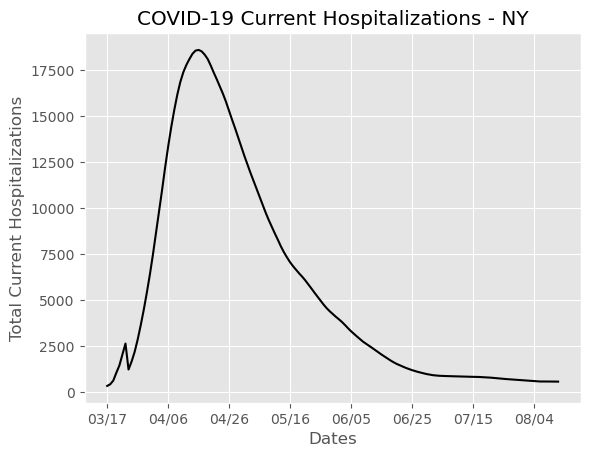 COVID-19 Current Hospitalizations - NY
Total Current Hospitalizations
17500
15000
12500
10000
7500
5000
2500
0
03/17 04/06 04/26 05/16 06/05 06/25 07/15 08/04
Dates